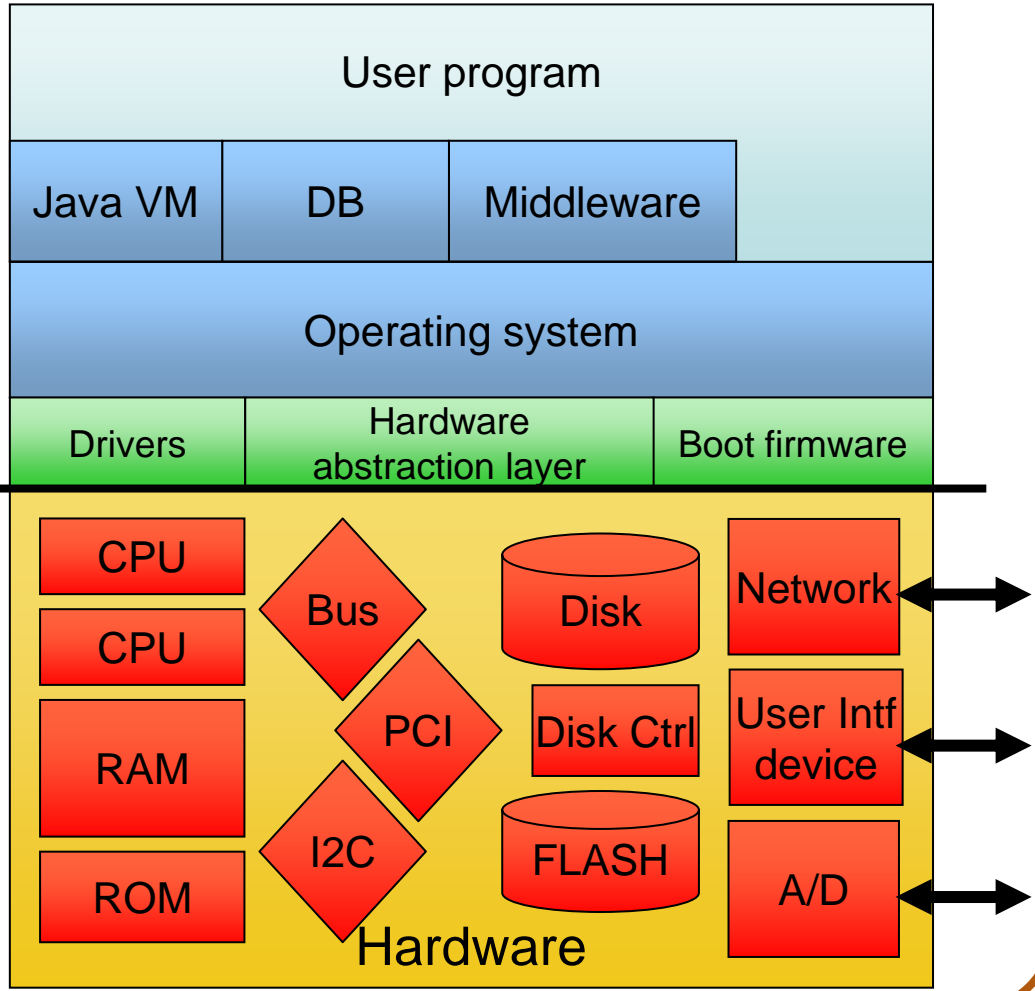 User program
Java VM
DB
Middleware
Operating system
Drivers
Hardware
abstraction layer
Boot firmware
CPU
CPU
RAM
ROM
Bus
PCI
I2C
Disk
Disk Ctrl
FLASH
Network
User Intf
device
A/D
Hardware